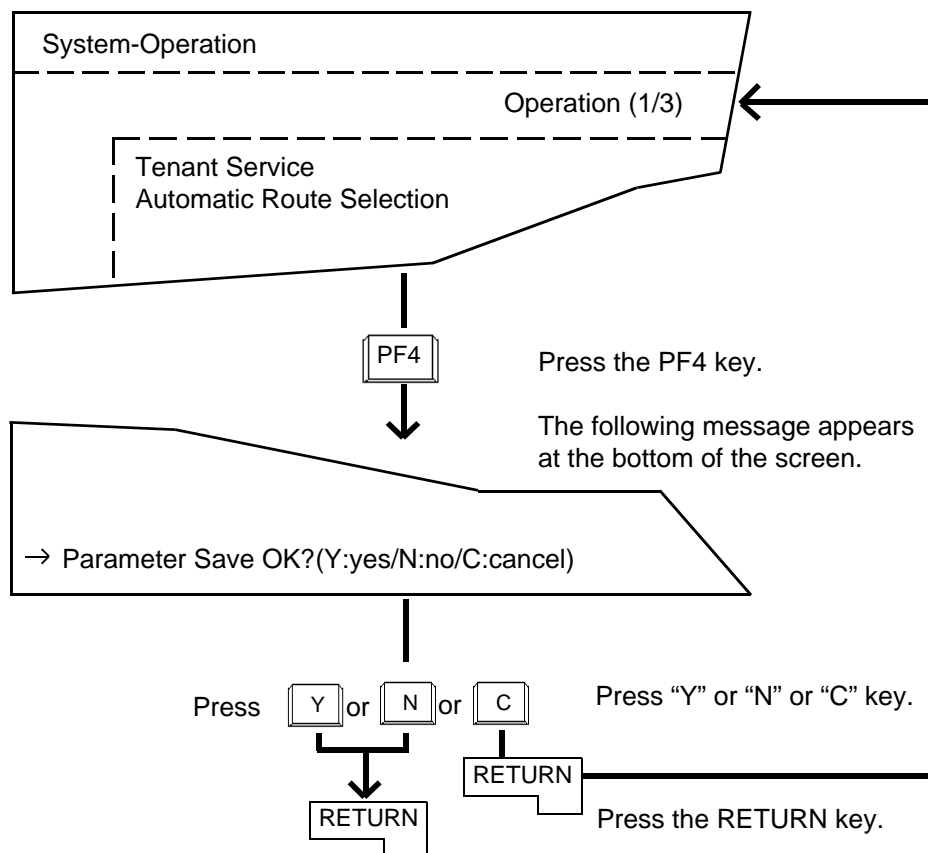 System-Operation
Operation (1/3)
Tenant Service
Automatic Route Selection
PF4
Press the PF4 key.
The following message appears
at the bottom of the screen.
→ Parameter Save OK?(Y:yes/N:no/C:cancel)
Press Y or N or C
Press “Y” or “N” or “C” key.
RETURN
RETURN
Press the RETURN key.